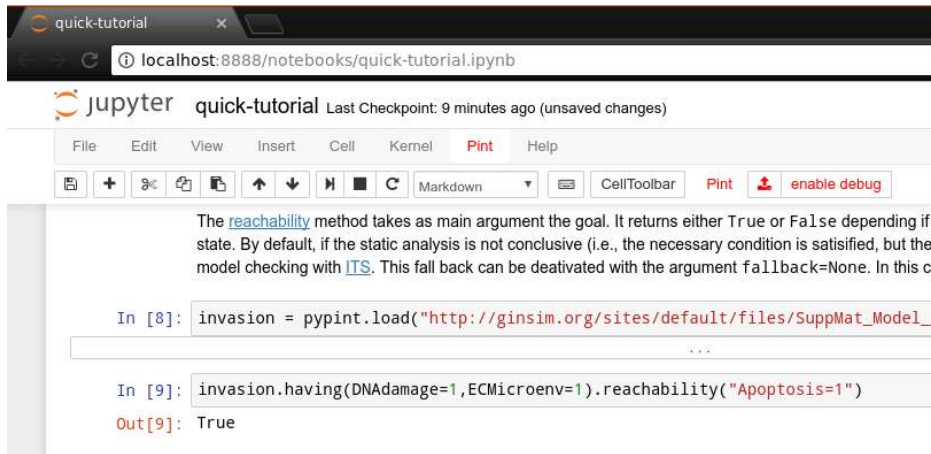 quick-tutorial
localhost:8888/notebooks/quick-tutorial.ipynb
jupyter quick-tutorial Last Checkpoint: 9 minutes ago (unsaved changes)
File Edit View Insert Cell Kernel Pint Help
Markdown CellToolbar Pint enable debug
The reachability method takes as main argument the goal. It returns either True or False depending if
state. By default, if the static analysis is not conclusive (i.e., the necessary condition is satisified, but the
model checking with ITS. This fall back can be deativated with the argument fallback=None. In this c
In [8]: invasion = pypint.load("http://ginsim.org/sites/default/files/SuppMat_Model_
...
In [9]: invasion.having(DNAdamage=1,ECMicroenv=1).reachability("Apoptosis=1")
Out[9]: True